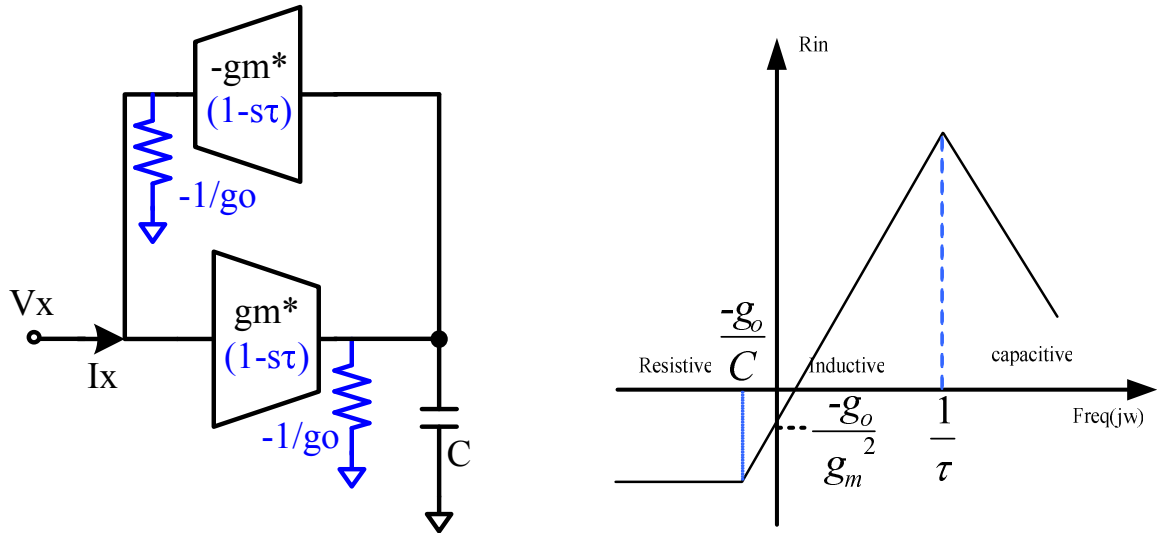 -gm*
(1-sτ)
-1/go
Vx
Ix
gm*
(1-sτ)
-1/go
C
Rin
-gₒ
C
Resistive
Inductive
capacitive
Freq(jw)
-gₒ
gₘ²
1
τ